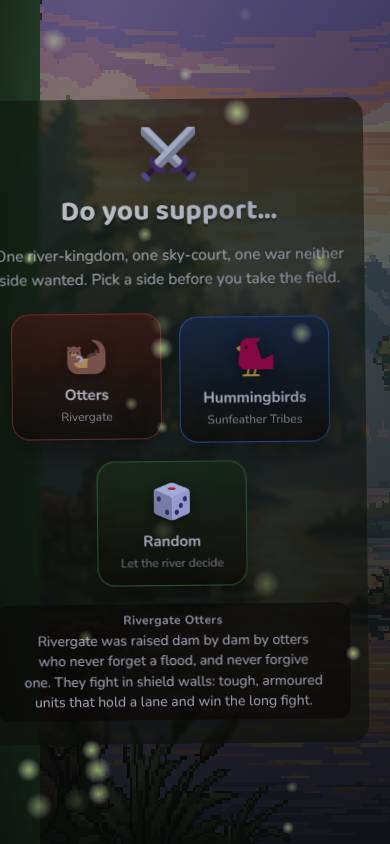 Do you support...
One river-kingdom, one sky-court, one war neither
side wanted. Pick a side before you take the field.
Otters
Rivergate
Hummingbirds
Sunfeather Tribes
Random
Let the river decide
Rivergate Otters
Rivergate was raised dam by dam by otters
who never forget a flood, and never forgive
one. They fight in shield walls: tough, armoured
units that hold a lane and win the long fight.